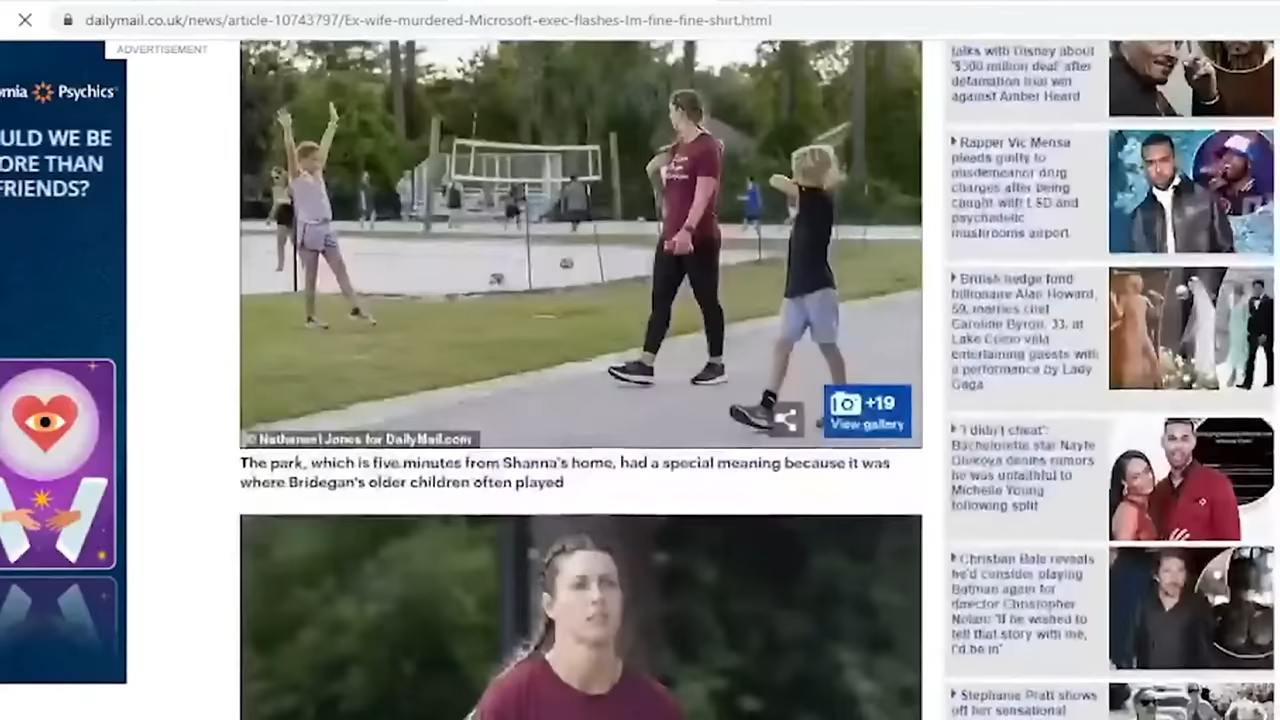 dailymail.co.uk/news/article-10743797/Ex-wife-murdered-Microsoft-exec-flashes-Im-fine-fine-shirt.html
ADVERTISEMENT
omia Psychics
OULD WE BE
ORE THAN
FRIENDS?
+19
View gallery
© Nathaniel Jones for DailyMail.com
The park, which is five minutes from Shanna's home, had a special meaning because it was
where Bridegan's older children often played
talks with Disney about
'$300 million deal' after
defamation trial win
against Amber Heard
Rapper Vic Mensa
pleads guilty to
misdemeanor drug
charges after being
caught with LSD and
psychadelic
mushrooms airport
British hedge fund
billionaire Alan Howard,
59, marries chef
Caroline Byron, 33, at
Lake Como villa
entertaining guests with
a performance by Lady
Gaga
'I didn't cheat':
Bachelorette star Nayte
Olukoya denies rumors
he was unfaithful to
Michelle Young
following split
Christian Bale reveals
he'd consider playing
Batman again for
director Christopher
Nolan: 'If he wished to
tell that story with me,
I'd be in'
Stephanie Pratt shows
off her sensational